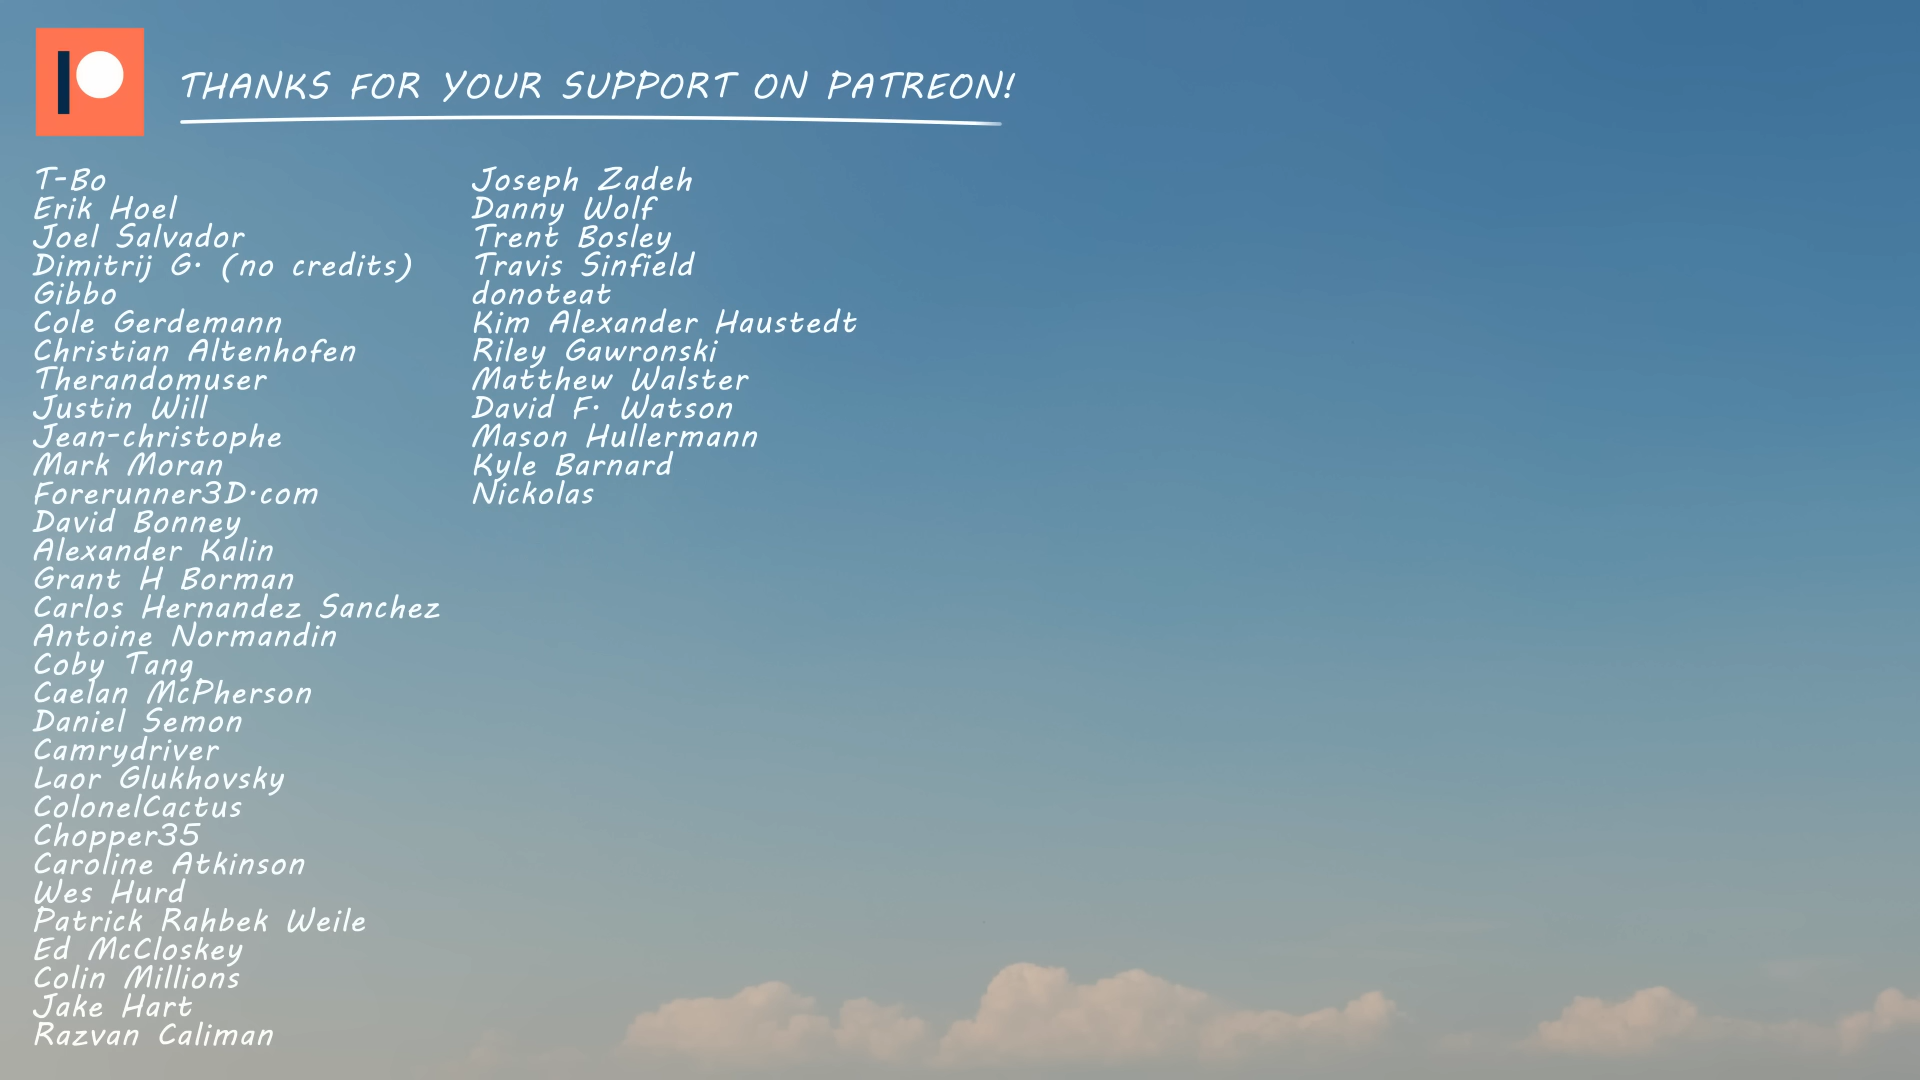 THANKS FOR YOUR SUPPORT ON PATREON!
T-Bo
Erik Hoel
Joel Salvador
Dimitrij G. (no credits)
Gibbo
Cole Gerdemann
Christian Altenhofen
Therandomuser
Justin Will
Jean-christophe
Mark Moran
Forerunner3D.com
David Bonney
Alexander Kalin
Grant H Borman
Carlos Hernandez Sanchez
Antoine Normandin
Coby Tang,
Caelan McPherson
Daniel Semon
Camrydriver
Laor Glukhovsky
ColonelCactus
Chopper35
Caroline Atkinson
Wes Hurd
Patrick Rahbek Weile
Ed McCloskey
Colin Millions
Jake Hart
Razvan Caliman
Joseph Zadeh
Danny Wolf
Trent Bosley
Travis Sinfield
donoteat
Kim Alexander Haustedt
Riley Gawronski
Matthew Walster
David F. Watson
Mason Hullermann
Kyle Barnard
Nickolas